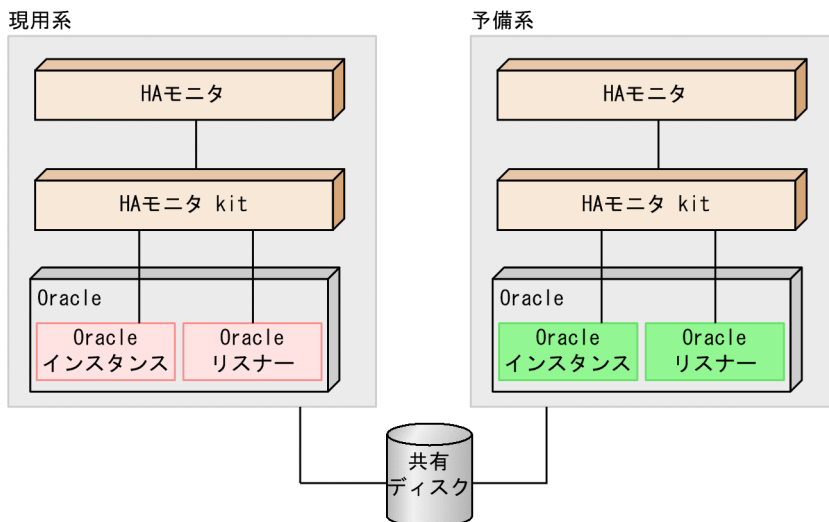 現用系
HAモニタ
HAモニタ kit
Oracle
Oracle
インスタンス
Oracle
リスナー
予備系
HAモニタ
HAモニタ kit
Oracle
Oracle
インスタンス
Oracle
リスナー
共有
ディスク